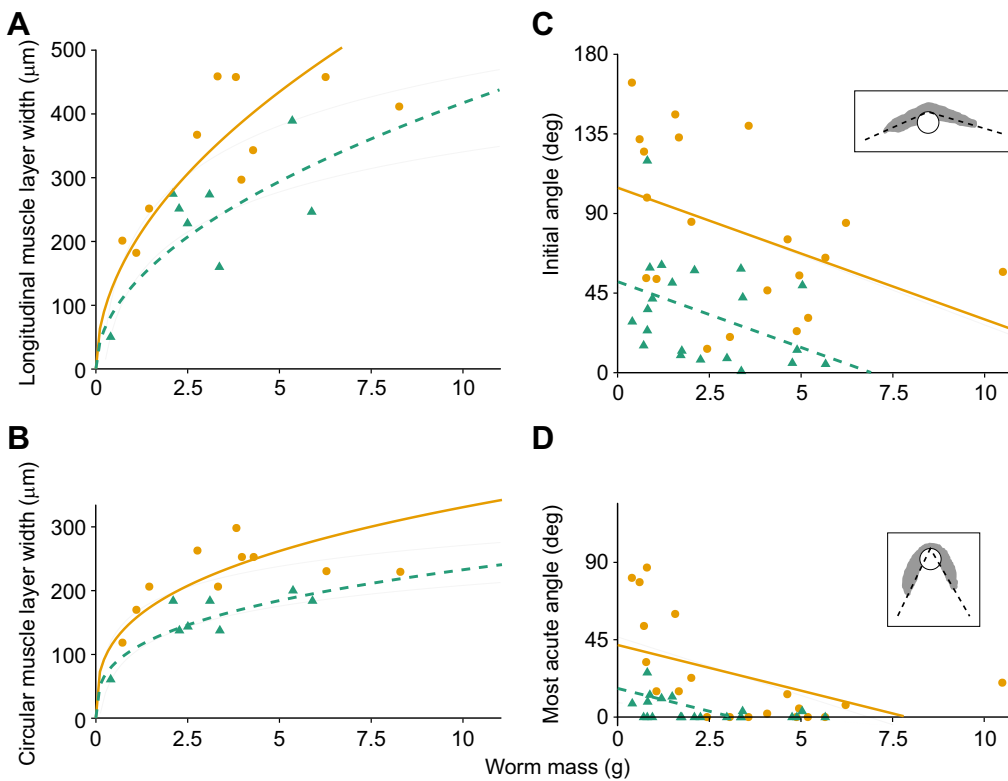 A
Longitudinal muscle layer width (μm)
500
400
300
200
100
0
0 2.5 5 7.5 10
B
Circular muscle layer width (μm)
300
200
100
0
0 2.5 5 7.5 10
C
Initial angle (deg)
180
135
90
45
0
0 2.5 5 7.5 10
D
Most acute angle (deg)
90
45
0
0 2.5 5 7.5 10
Worm mass (g)